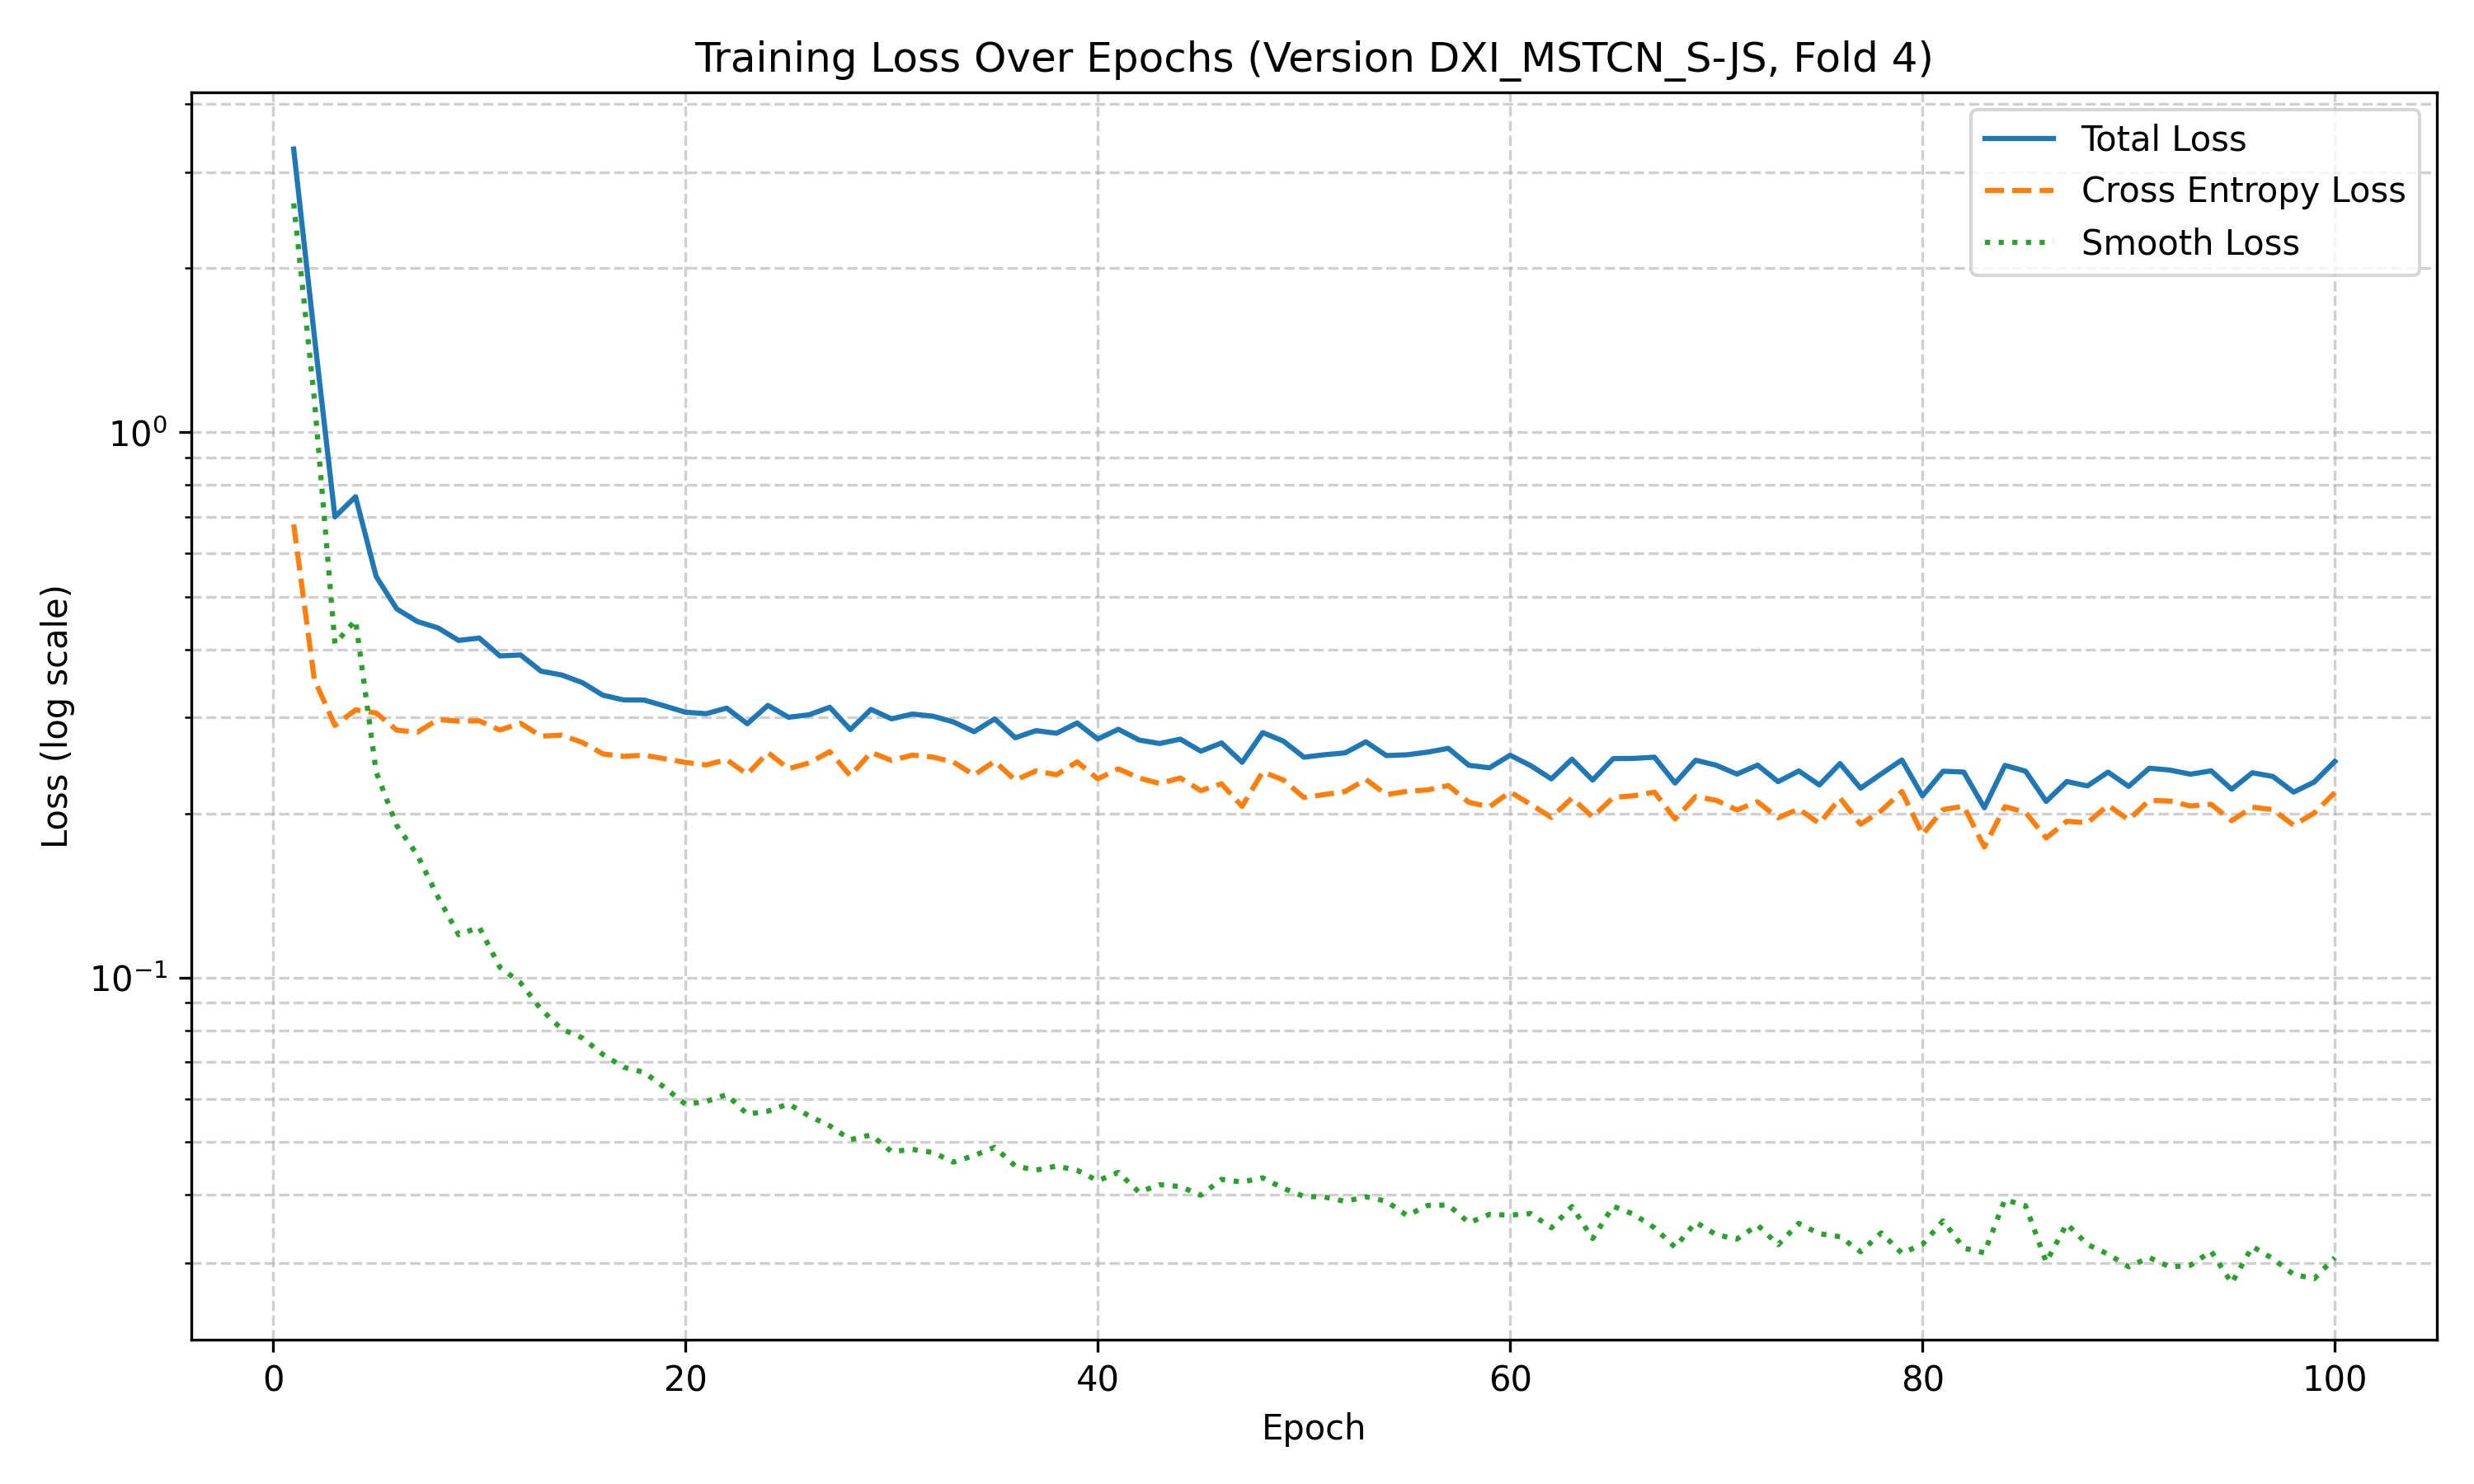 Training Loss Over Epochs (Version DXI_MSTCN_S-JS, Fold 4)
Total Loss
Cross Entropy Loss
Smooth Loss
Loss (log scale)
10⁰
10⁻¹
0 20 40 60 80 100
Epoch